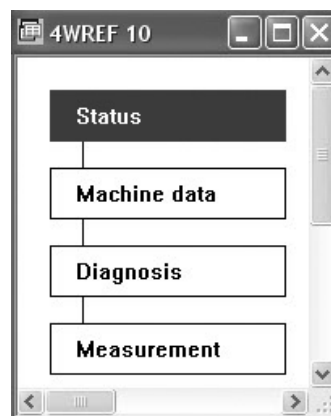 4WREF 10
Status
Machine data
Diagnosis
Measurement